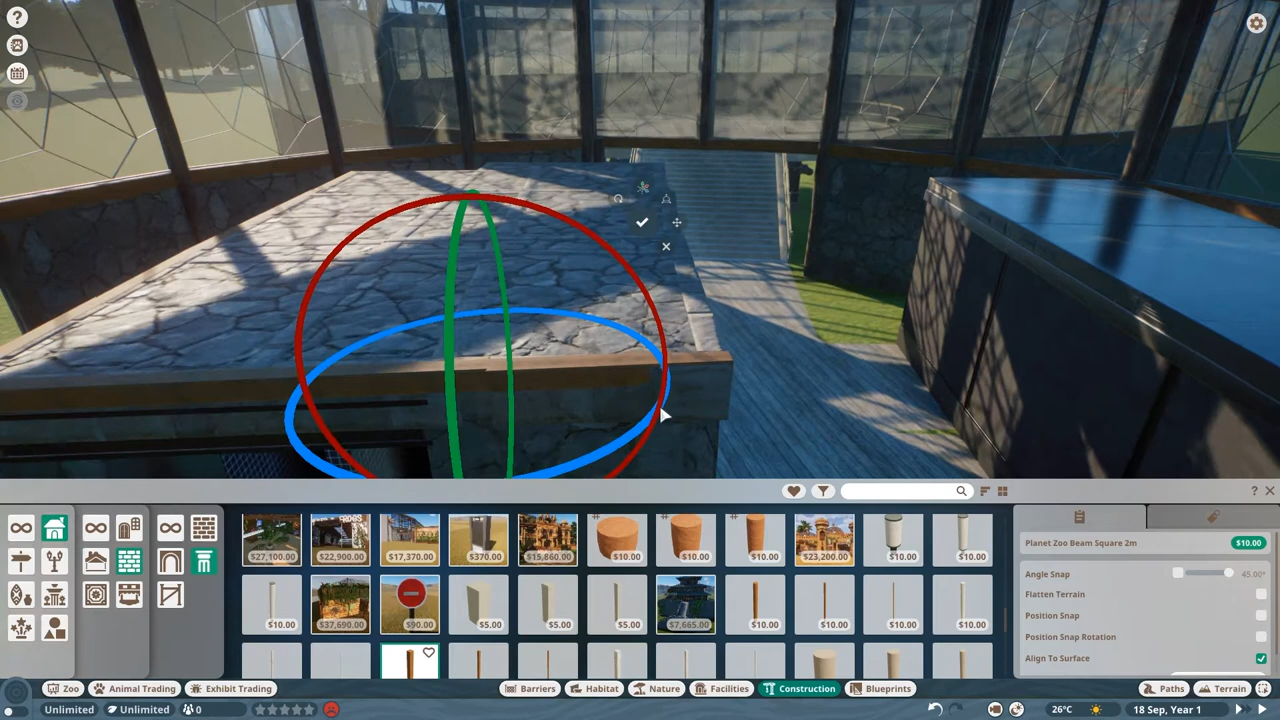 $27,100.00 $22,900.00 $17,370.00 $370.00 $15,860.00 $10.00 $10.00 $10.00 $23,200.00 $10.00 $10.00
$10.00 $37,690.00 $90.00 $5.00 $5.00 $5.00 $7,665.00 $10.00 $10.00 $10.00 $10.00
Planet Zoo Beam Square 2m $10.00
Angle Snap 45.00°
Flatten Terrain
Position Snap
Position Snap Rotation
Align To Surface
Zoo Animal Trading Exhibit Trading Barriers Habitat Nature Facilities Construction Blueprints Paths Terrain
Unlimited Unlimited 0 26°C 18 Sep, Year 1